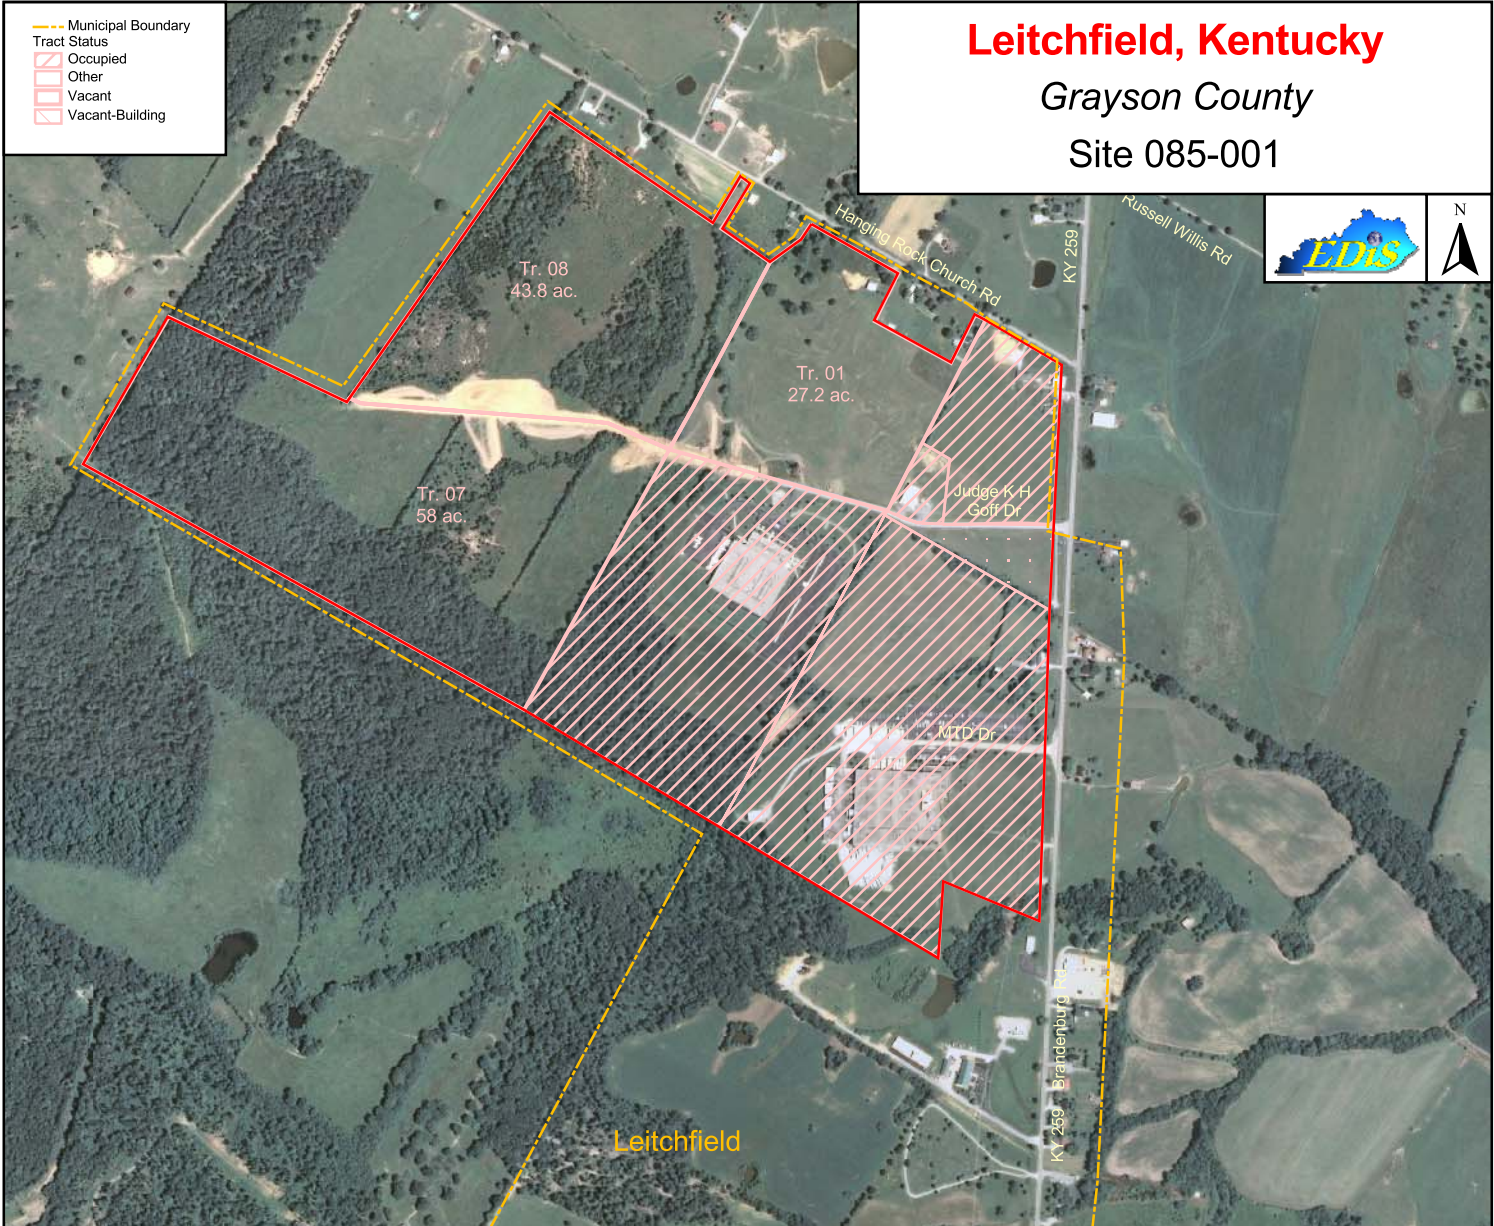 Municipal Boundary
Tract Status
Occupied
Other
Vacant
Vacant-Building
Leitchfield, Kentucky
Grayson County
Site 085-001
EDiS
N
Russell Willis Rd
KY 259
Hanging Rock Church Rd
Tr. 08
43.8 ac.
Tr. 01
27.2 ac.
Tr. 07
58 ac.
Judge K H
Goff Dr
MTD Dr
KY 259
Brandenburg Rd
Leitchfield